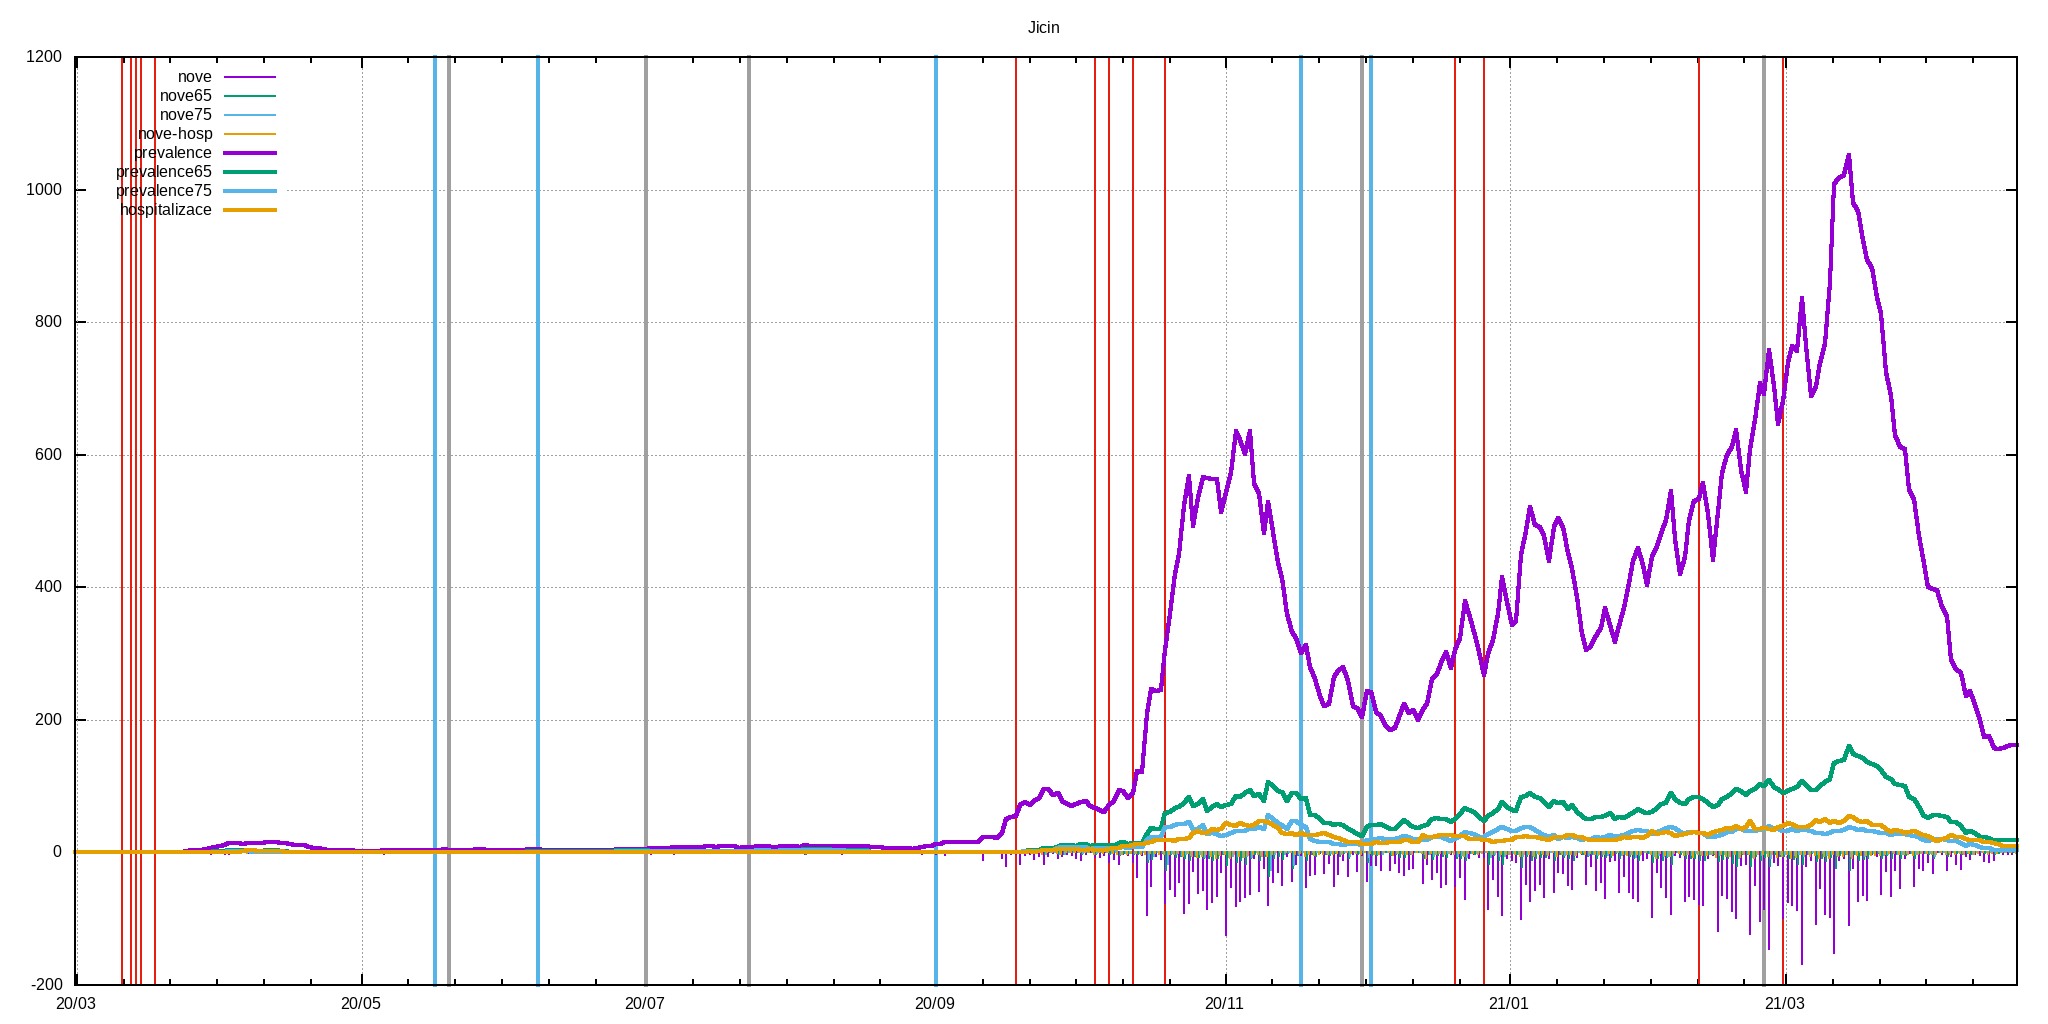 Jicin
1200
1000
800
600
400
200
0
-200
nove
nove65
nove75
nove-hosp
prevalence
prevalence65
prevalence75
hospitalizace
20/03
20/05
20/07
20/09
20/11
21/01
21/03